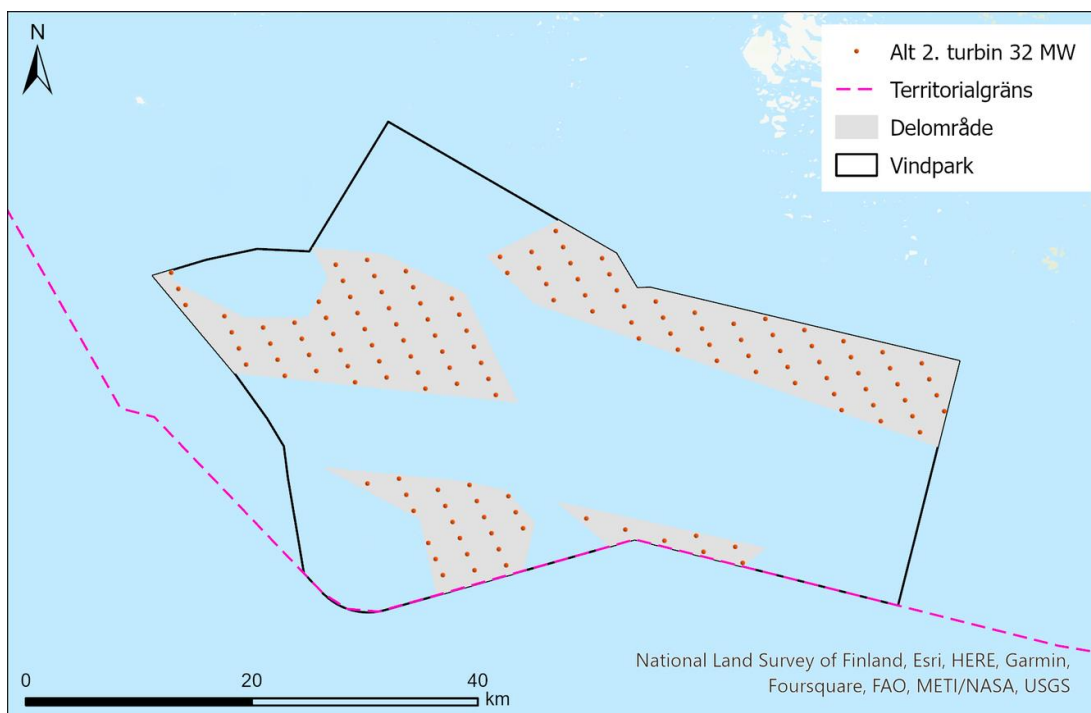 N
Alt 2. turbin 32 MW
Territorialgräns
Delområde
Vindpark
National Land Survey of Finland, Esri, HERE, Garmin,
Foursquare, FAO, METI/NASA, USGS
0 20 40
km